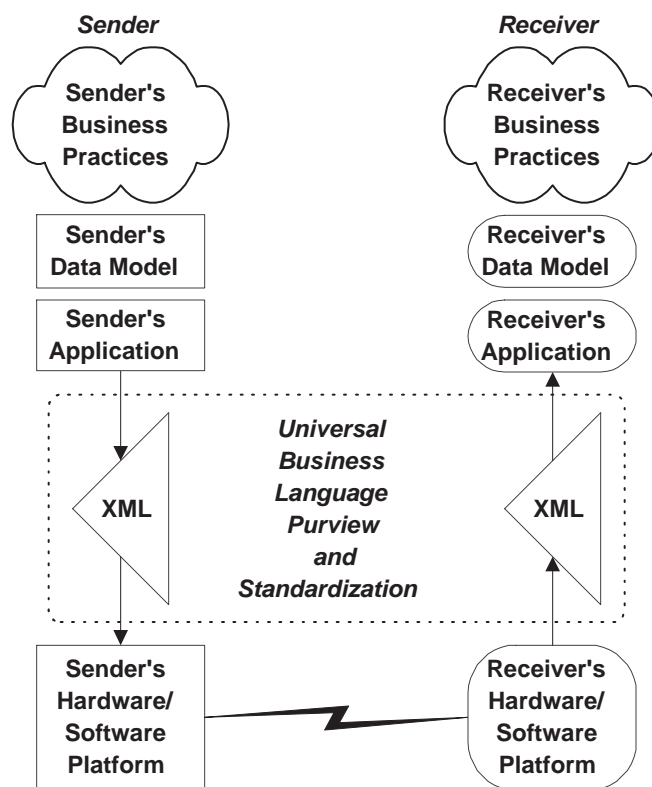 Sender
Receiver
Sender's
Business
Practices
Receiver's
Business
Practices
Sender's
Data Model
Receiver's
Data Model
Sender's
Application
Receiver's
Application
XML
Universal
Business
Language
Purview
and
Standardization
XML
Sender's
Hardware/
Software
Platform
Receiver's
Hardware/
Software
Platform